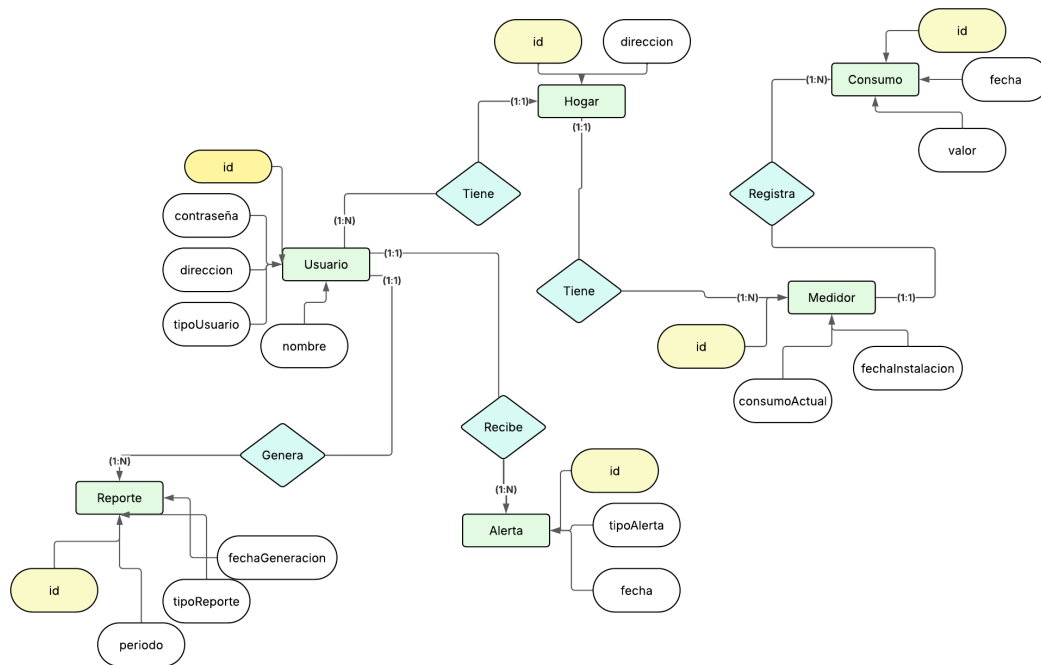 id
direccion
id
Hogar
(1:1)
(1:1)
Consumo
(1:N)
fecha
valor
id
contraseña
Tiene
Registra
(1:N)
direccion
Usuario
(1:1)
(1:1)
tipoUsuario
nombre
Tiene
(1:N)
Medidor
(1:1)
id
fechaInstalacion
consumoActual
Recibe
Genera
(1:N)
(1:N)
Reporte
id
tipoAlerta
Alerta
fecha
fechaGeneracion
id
tipoReporte
periodo